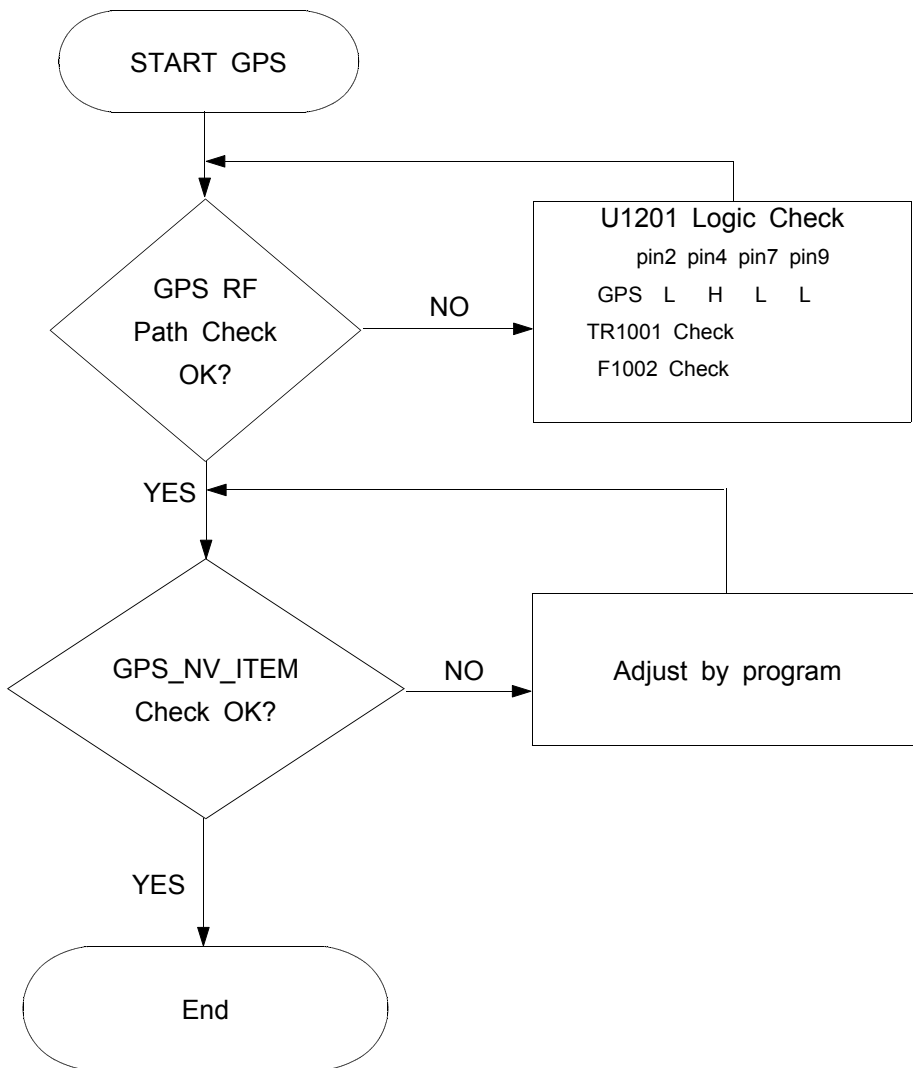 START GPS
GPS RF
Path Check
OK?
NO
U1201 Logic Check
pin2 pin4 pin7 pin9
GPS L H L L
TR1001 Check
F1002 Check
YES
GPS_NV_ITEM
Check OK?
NO
Adjust by program
YES
End